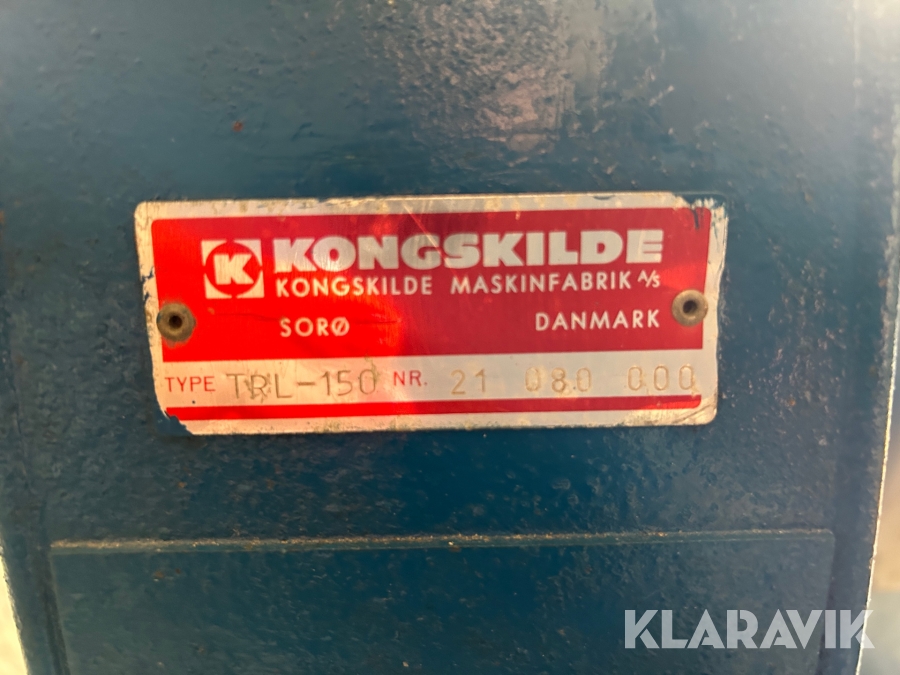 K KONGSKILDE
KONGSKILDE MASKINFABRIK A/S
SORØ DANMARK
TYPE TRL-150 NR. 21 080 000
KLARAVIK